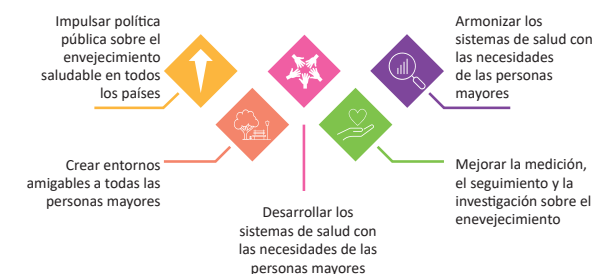 Impulsar política
pública sobre el
envejecimiento
saludable en todos
los países
Crear entornos
amigables a todas las
personas mayores
Desarrollar los
sistemas de salud con
las necesidades de las
personas mayores
Armonizar los
sistemas de salud con
las necesidades
de las personas
mayores
Mejorar la medición,
el seguimiento y la
investigación sobre el
enevejecimiento